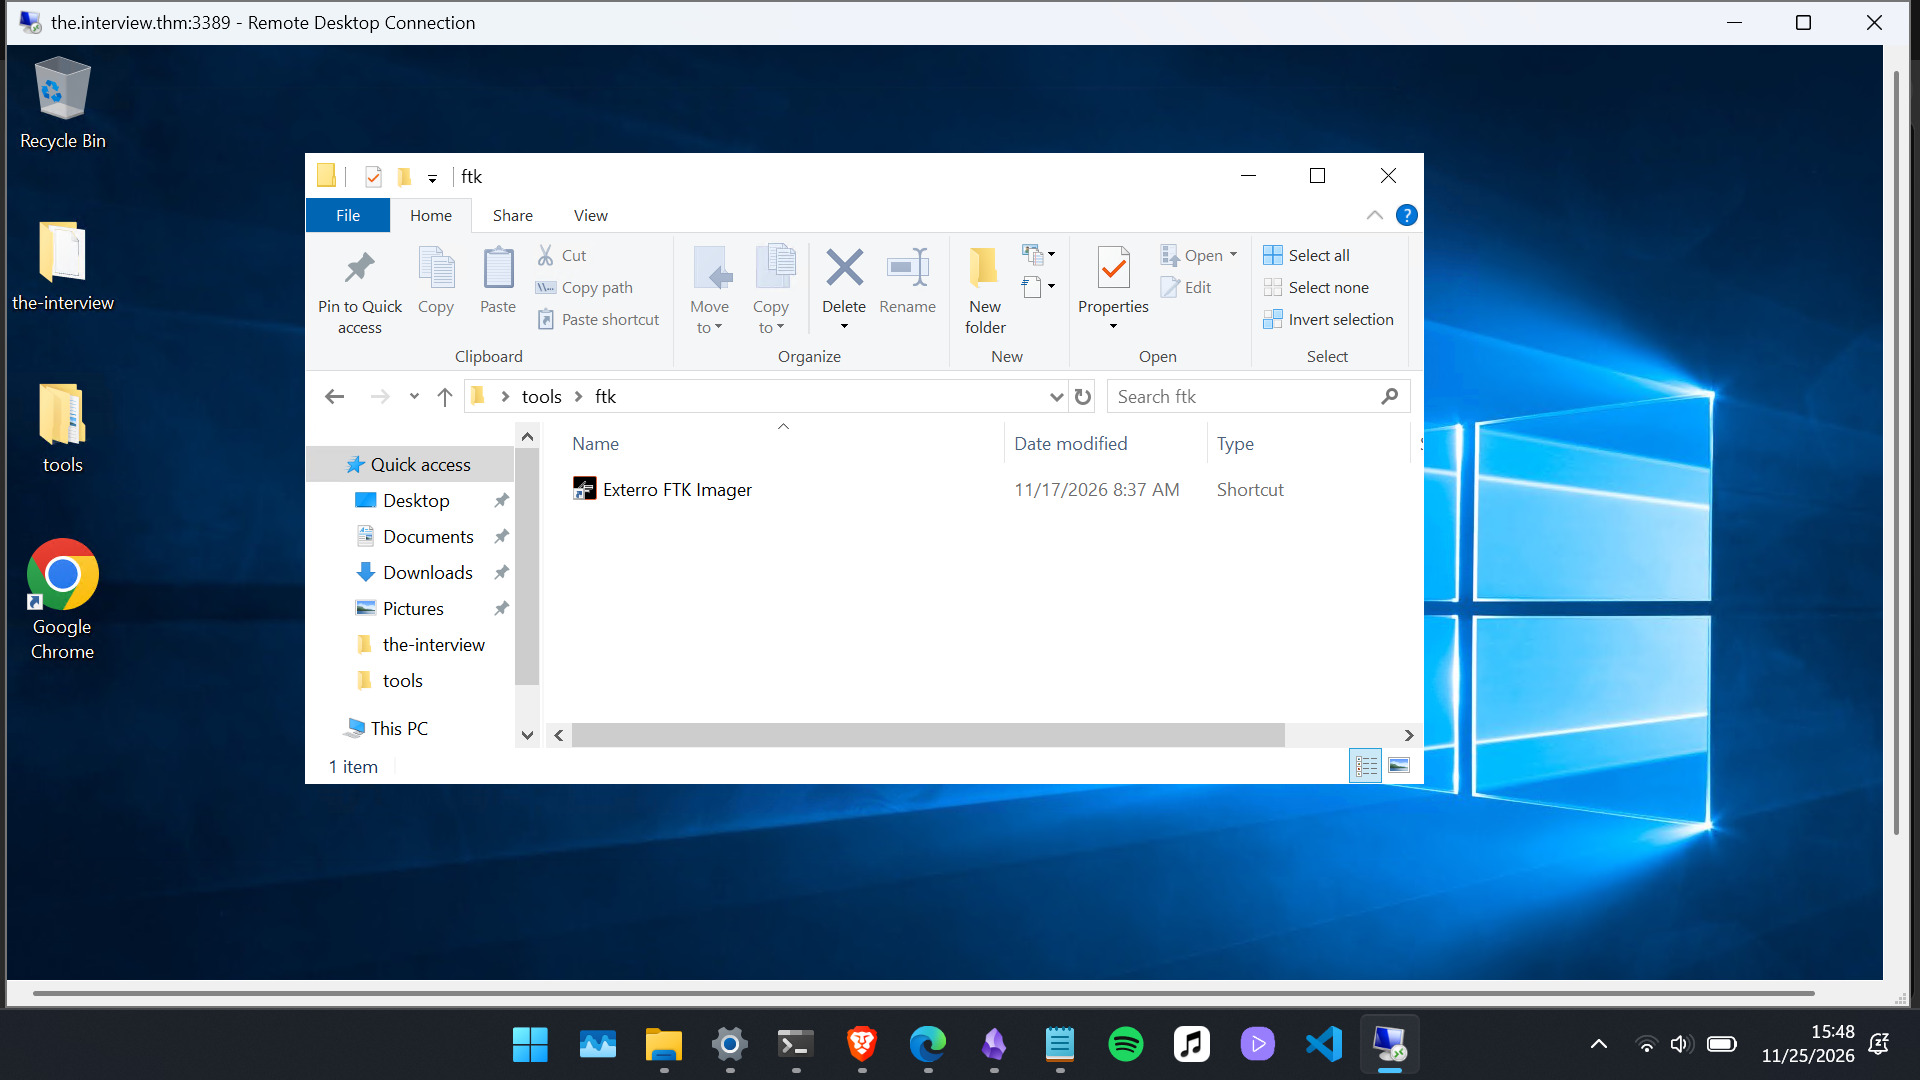 the.interview.thm:3389 - Remote Desktop Connection
Recycle Bin
the-interview
tools
Google
Chrome
ftk
File
Home
Share
View
Pin to Quick
access
Copy
Paste
Cut
Copy path
Paste shortcut
Clipboard
Move
to
Copy
to
Delete
Rename
Organize
New
folder
New
Properties
Open
Edit
Open
Select all
Select none
Invert selection
Select
tools
ftk
Search ftk
Name
Date modified
Type
Quick access
Desktop
Documents
Downloads
Pictures
the-interview
tools
This PC
Exterro FTK Imager
11/17/2026 8:37 AM
Shortcut
1 item
15:48
11/25/2026